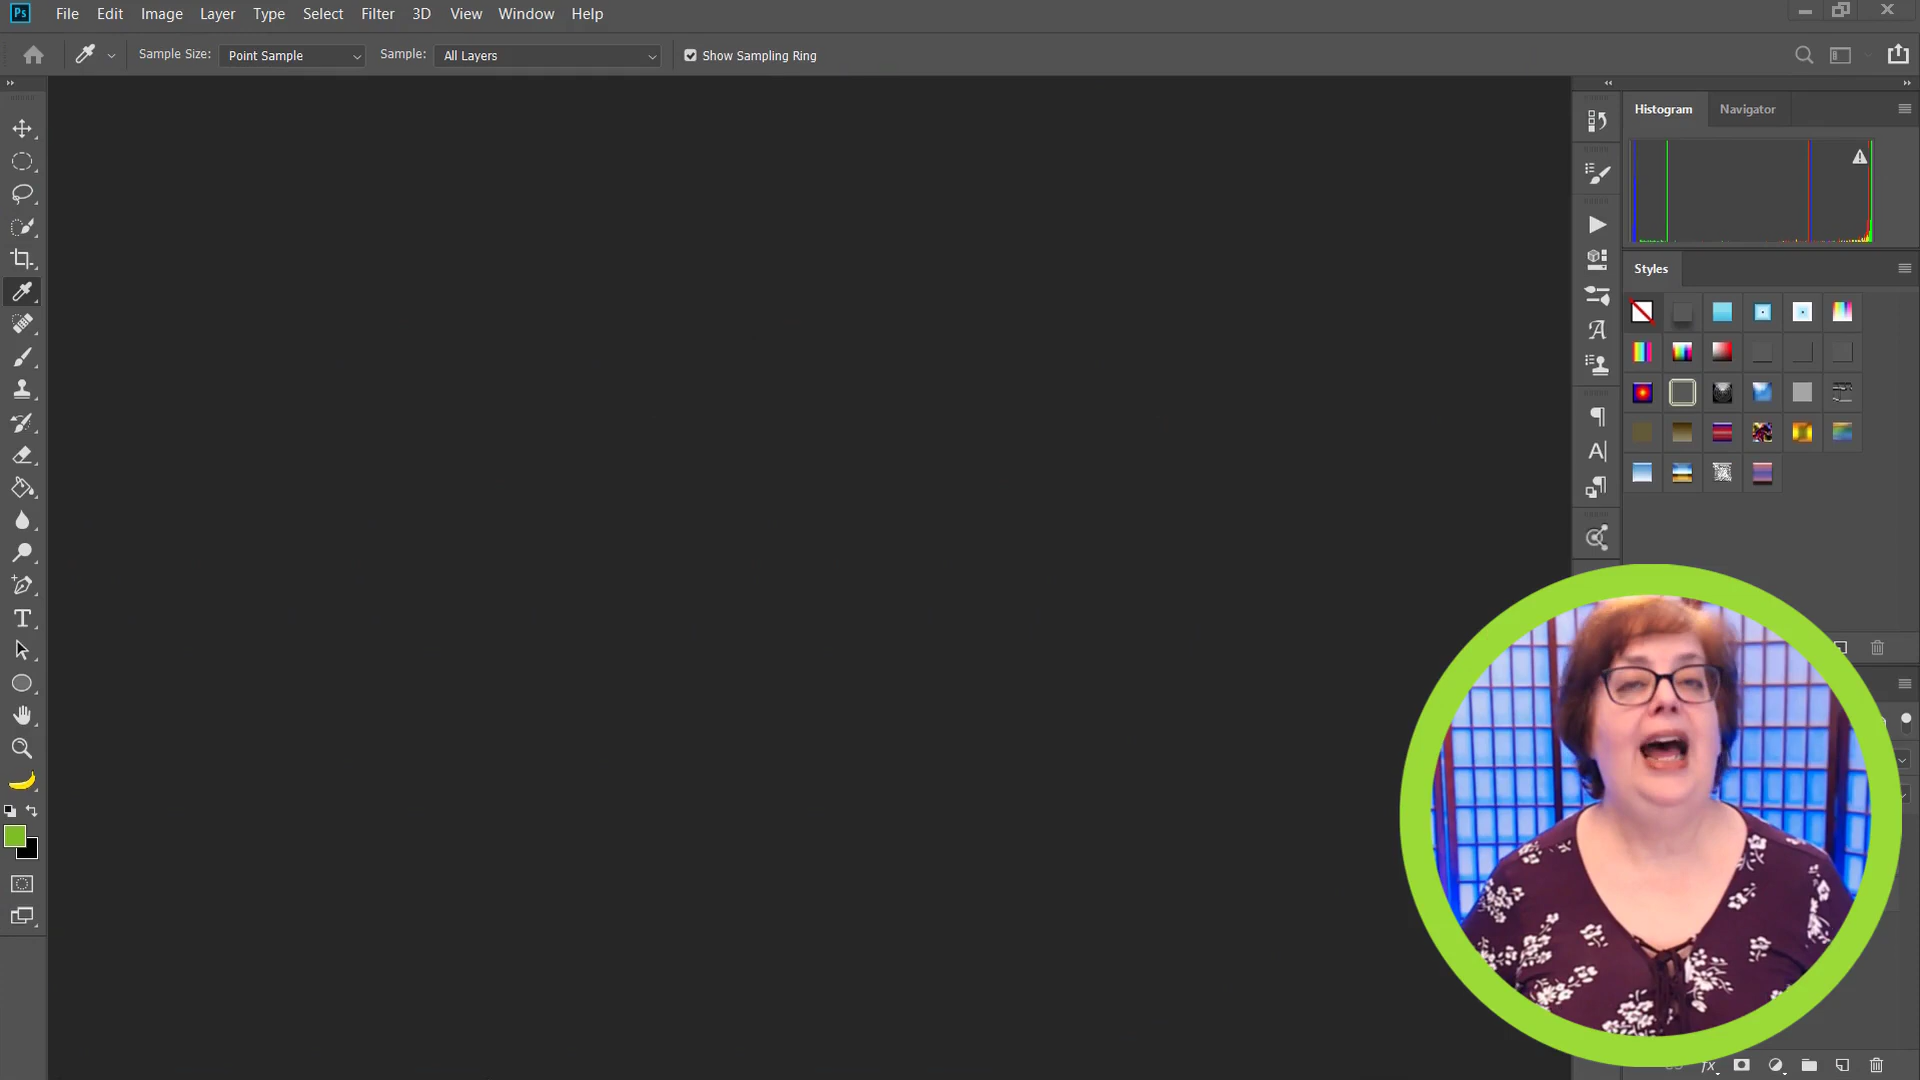 Ps File Edit Image Layer Type Select Filter 3D View Window Help
Sample Size: Point Sample Sample: All Layers Show Sampling Ring
Histogram Navigator
Styles